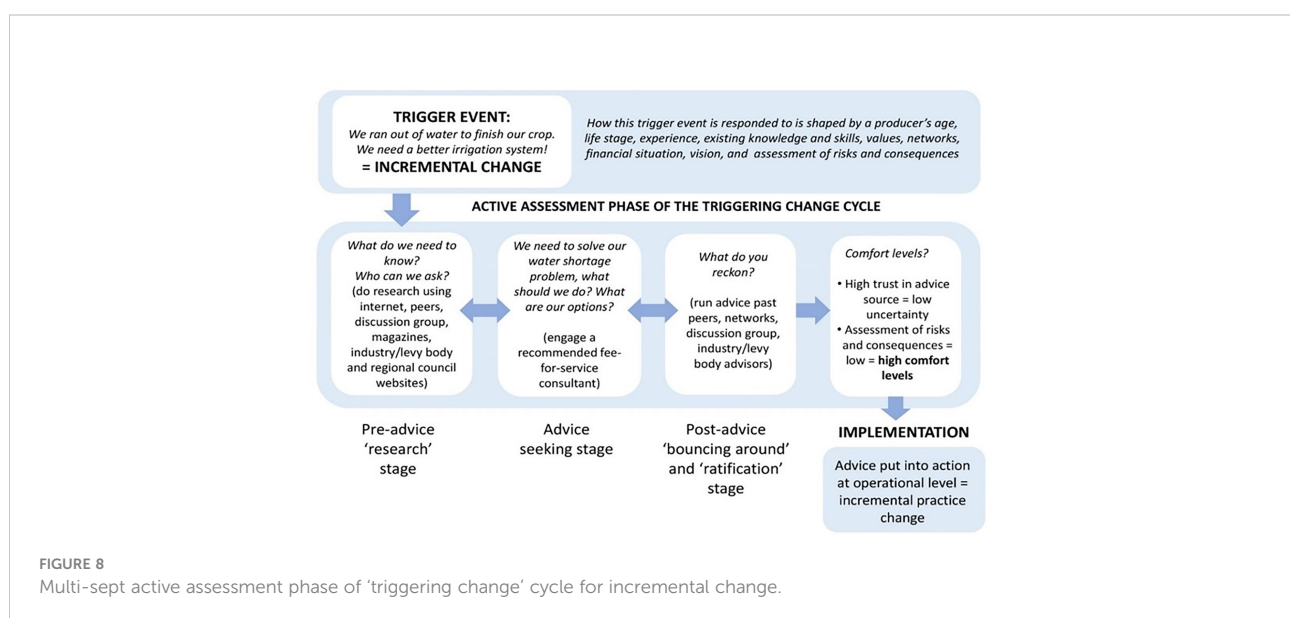 TRIGGER EVENT:
We ran out of water to finish our crop.
We need a better irrigation system!
= INCREMENTAL CHANGE
How this trigger event is responded to is shaped by a producer's age,
life stage, experience, existing knowledge and skills, values, networks,
financial situation, vision, and assessment of risks and consequences
ACTIVE ASSESSMENT PHASE OF THE TRIGGERING CHANGE CYCLE
What do we need to
know?
Who can we ask?
(do research using
internet, peers,
discussion group,
magazines,
industry/levy body
and regional council
websites)
We need to solve our
water shortage
problem, what
should we do? What
are our options?
(engage a
recommended fee-
for-service
consultant)
What do you
reckon?
(run advice past
peers, networks,
discussion group,
industry/levy
body advisors)
Comfort levels?
• High trust in advice
source = low
uncertainty
• Assessment of risks
and consequences =
low = high comfort
levels
Pre-advice
'research'
stage
Advice
seeking stage
Post-advice
'bouncing around'
and 'ratification'
stage
IMPLEMENTATION
Advice put into action
at operational level =
incremental practice
change
FIGURE 8
Multi-sept active assessment phase of 'triggering change' cycle for incremental change.